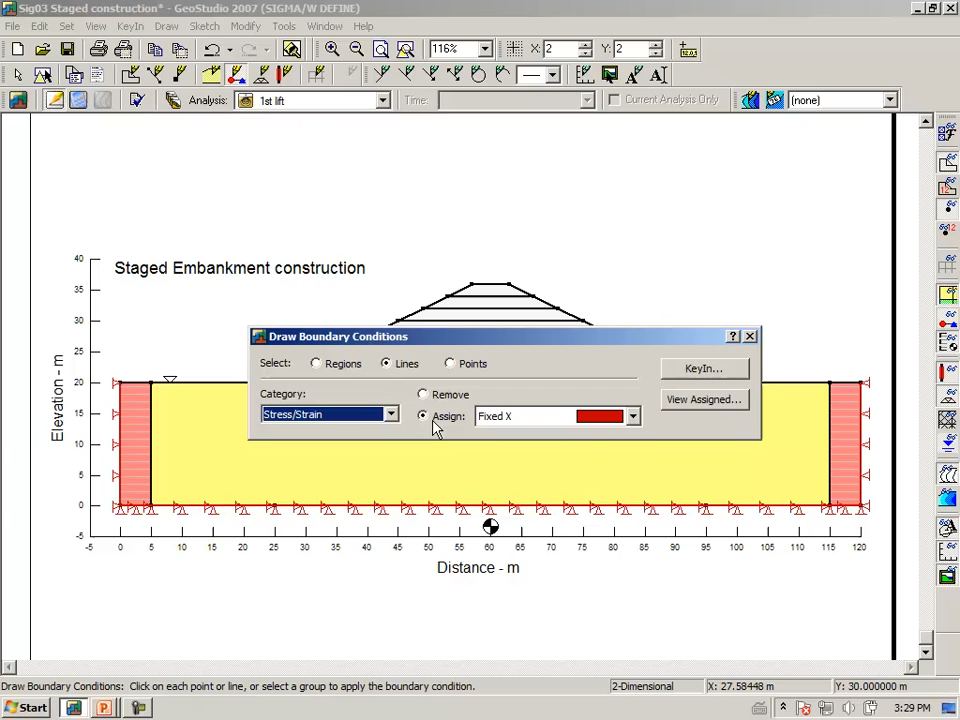 Sig03 Staged construction* - GeoStudio 2007 (SIGMA/W DEFINE)
File Edit Set View KeyIn Draw Sketch Modify Tools Window Help
116% X: 2 Y: 2
Analysis: 1st lift Time: Current Analysis Only (none)
Staged Embankment construction
Elevation - m
40
35
30
25
20
15
10
5
0
-5
Draw Boundary Conditions
Select: Regions Lines Points KeyIn...
Category: Remove View Assigned...
Stress/Strain Assign: Fixed X
-5 0 5 10 15 20 25 30 35 40 45 50 55 60 65 70 75 80 85 90 95 100 105 110 115 120
Distance - m
Draw Boundary Conditions: Click on each point or line, or select a group to apply the boundary condition. 2-Dimensional X: 27.58448 m Y: 30.000000 m
Start 3:29 PM